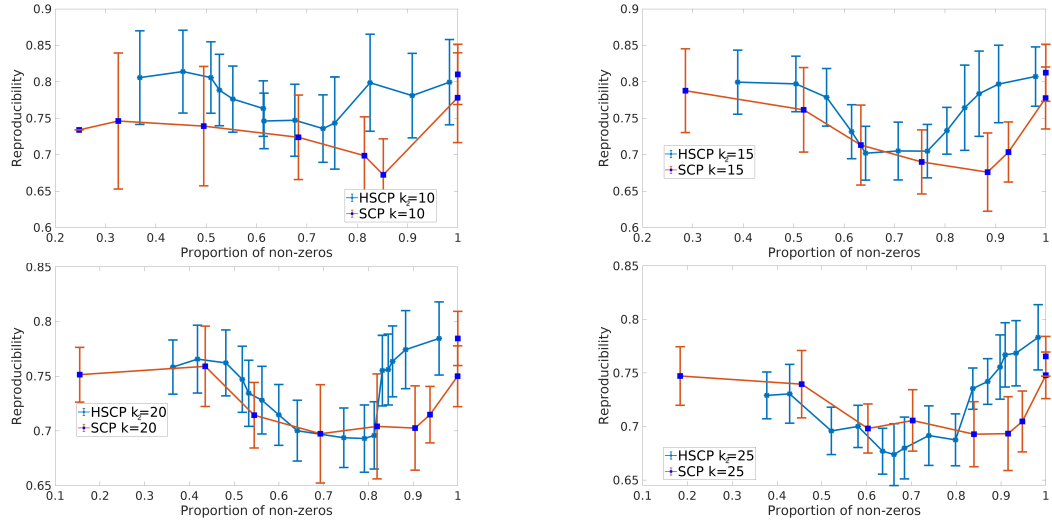 0.9
0.85
0.8
0.75
0.7
0.65
0.6
Reproducibility
HSCP k₂=10
SCP k=10
0.2 0.3 0.4 0.5 0.6 0.7 0.8 0.9 1
Proportion of non-zeros
0.9
0.85
0.8
0.75
0.7
0.65
0.6
Reproducibility
HSCP k₂=15
SCP k=15
0.2 0.3 0.4 0.5 0.6 0.7 0.8 0.9 1
Proportion of non-zeros
0.85
0.8
0.75
0.7
0.65
Reproducibility
HSCP k₂=20
SCP k=20
0.1 0.2 0.3 0.4 0.5 0.6 0.7 0.8 0.9 1
Proportion of non-zeros
0.85
0.8
0.75
0.7
0.65
Reproducibility
HSCP k₂=25
SCP k=25
0.1 0.2 0.3 0.4 0.5 0.6 0.7 0.8 0.9 1
Proportion of non-zeros